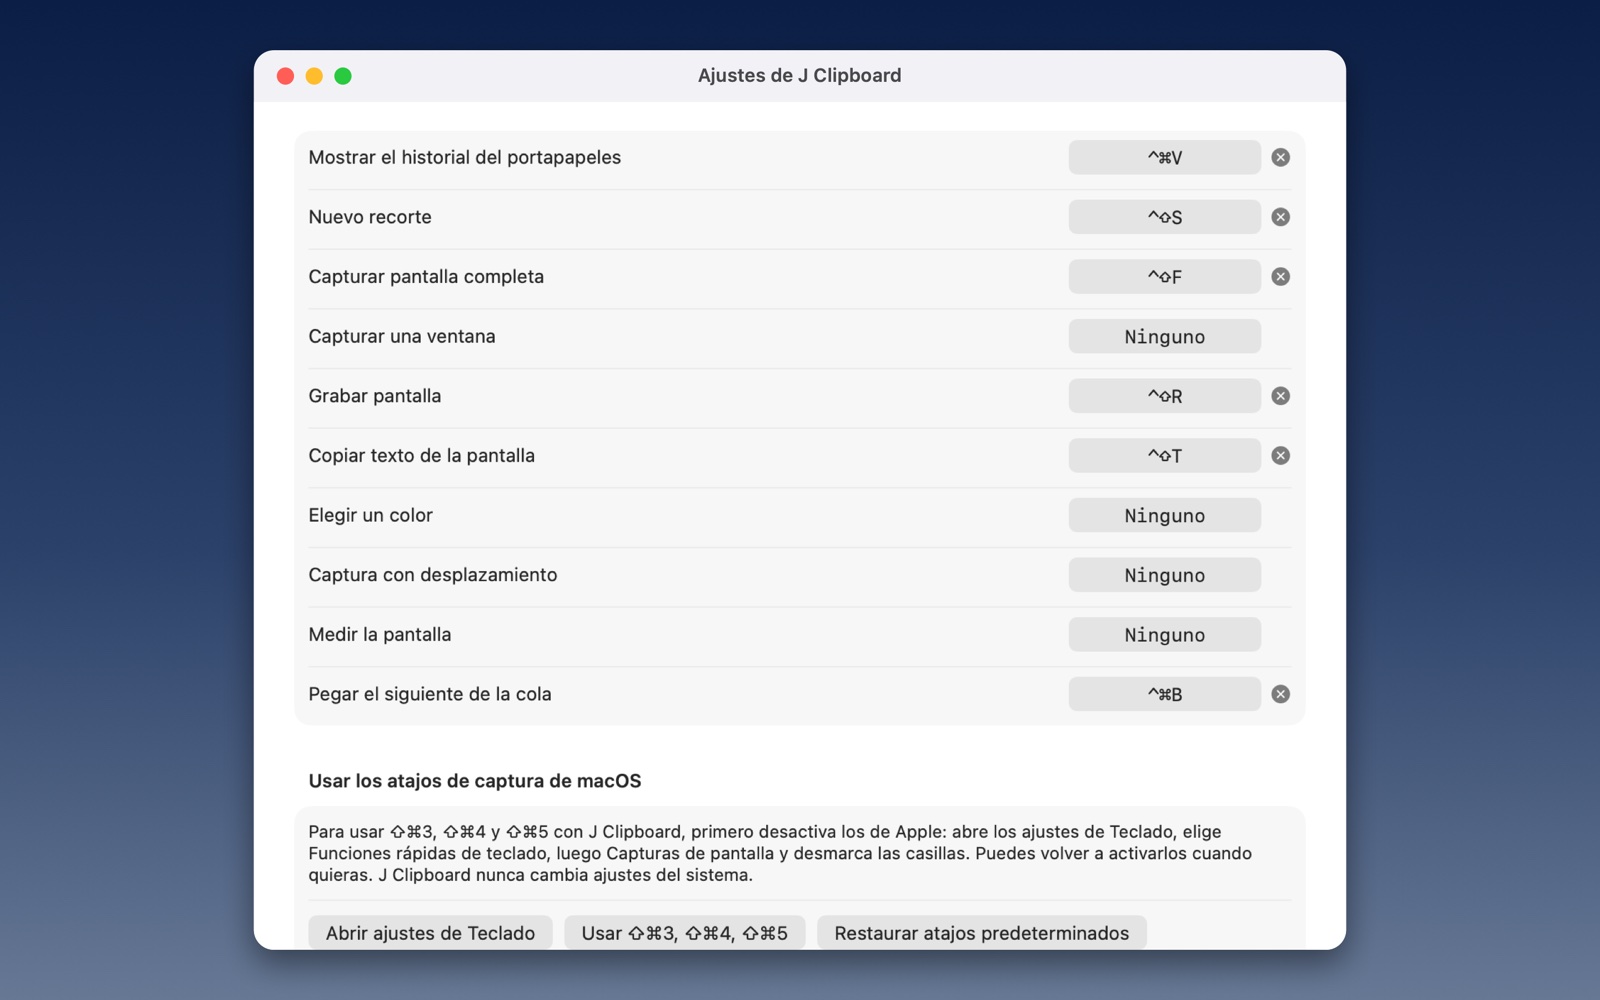 Ajustes de J Clipboard
Mostrar el historial del portapapeles ^⌘V
Nuevo recorte ^⇧S
Capturar pantalla completa ^⇧F
Capturar una ventana Ninguno
Grabar pantalla ^⇧R
Copiar texto de la pantalla ^⇧T
Elegir un color Ninguno
Captura con desplazamiento Ninguno
Medir la pantalla Ninguno
Pegar el siguiente de la cola ^⌘B
Usar los atajos de captura de macOS
Para usar ⇧⌘3, ⇧⌘4 y ⇧⌘5 con J Clipboard, primero desactiva los de Apple: abre los ajustes de Teclado, elige
Funciones rápidas de teclado, luego Capturas de pantalla y desmarca las casillas. Puedes volver a activarlos cuando
quieras. J Clipboard nunca cambia ajustes del sistema.
Abrir ajustes de Teclado Usar ⇧⌘3, ⇧⌘4, ⇧⌘5 Restaurar atajos predeterminados